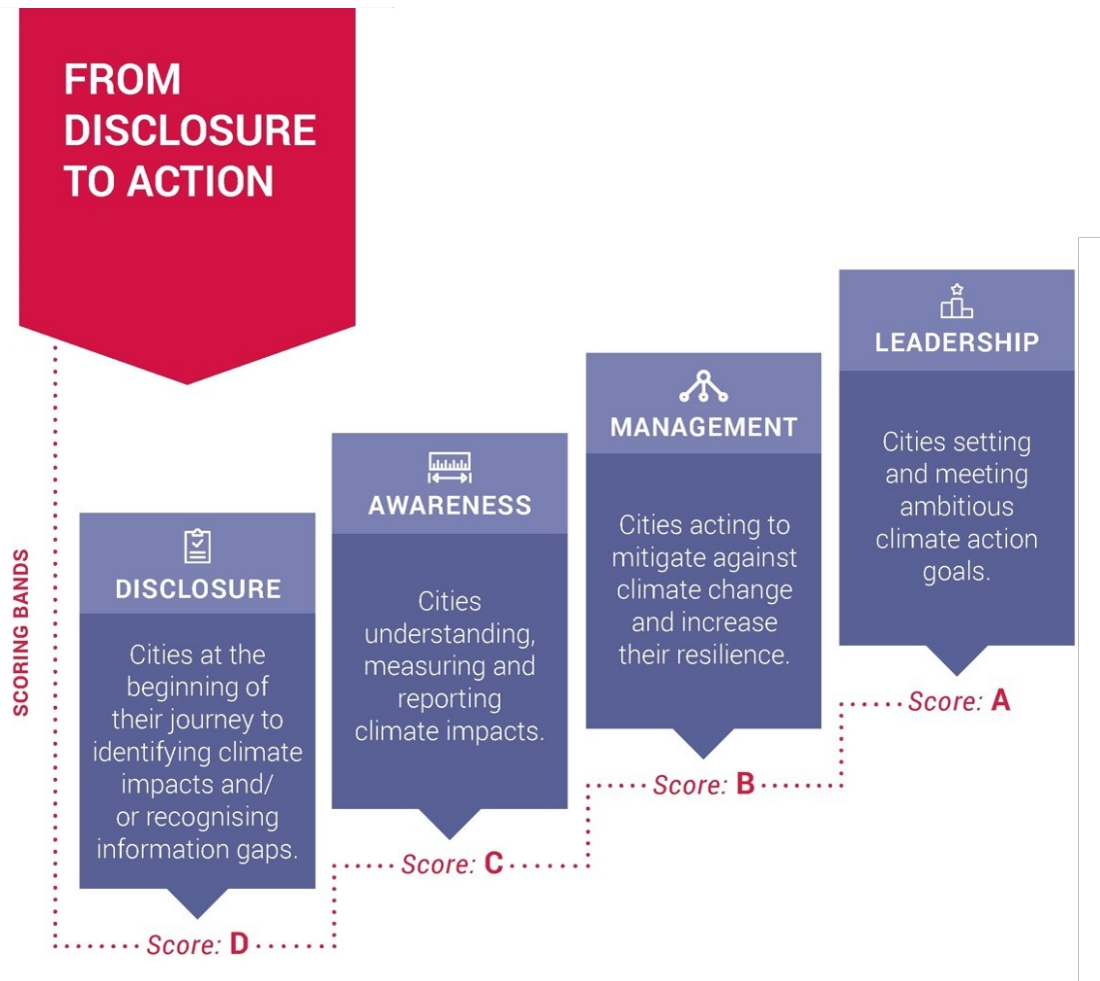 FROM
DISCLOSURE
TO ACTION
SCORING BANDS
DISCLOSURE
Cities at the
beginning of
their journey to
identifying climate
impacts and/
or recognising
information gaps.
Score: D
AWARENESS
Cities
understanding,
measuring and
reporting
climate impacts.
Score: C
MANAGEMENT
Cities acting to
mitigate against
climate change
and increase
their resilience.
Score: B
LEADERSHIP
Cities setting
and meeting
ambitious
climate action
goals.
Score: A